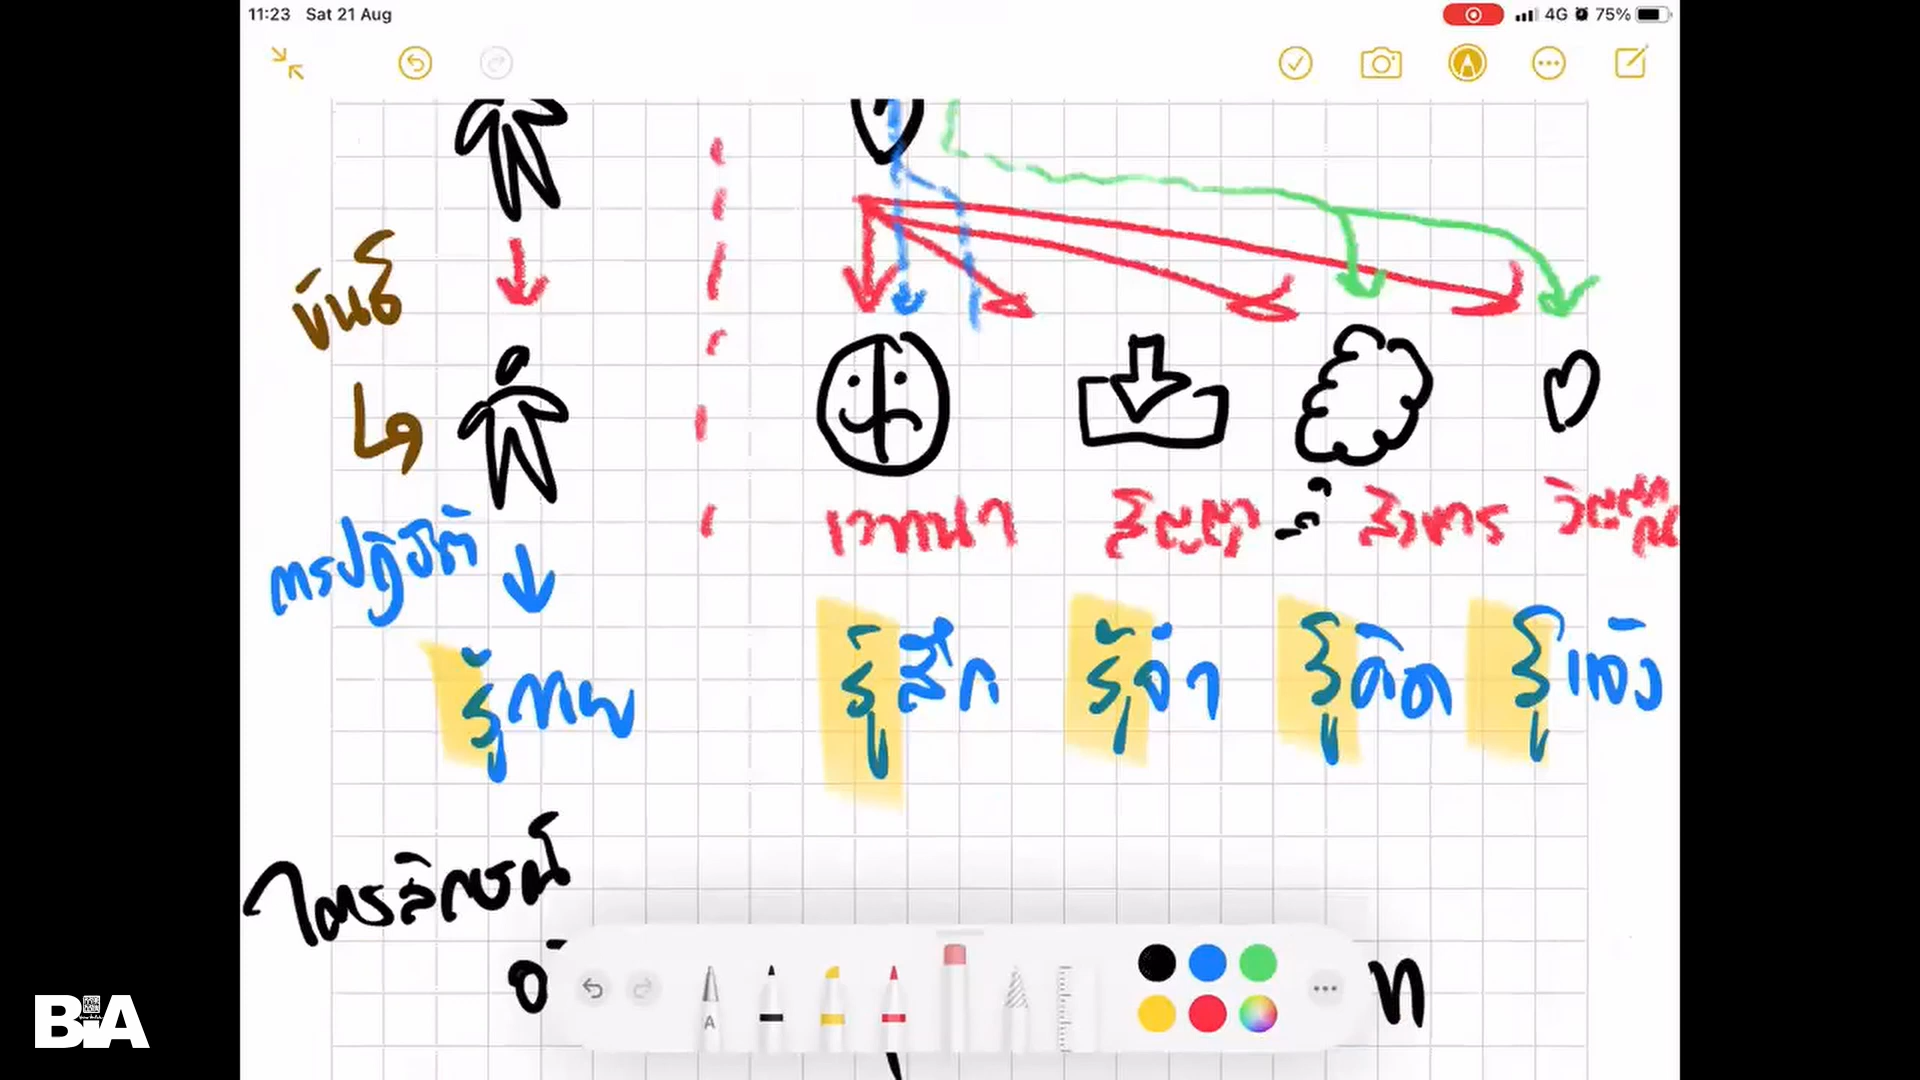 11:23 Sat 21 Aug
4G 75%
ขันธ์
เวทนา สัญญา สังขาร วิญญาณ
การปฏิบัติ
รู้กาย รู้สึก รู้จำ รู้คิด รู้แจ้ง
ไตรลักษณ์
A
BIA